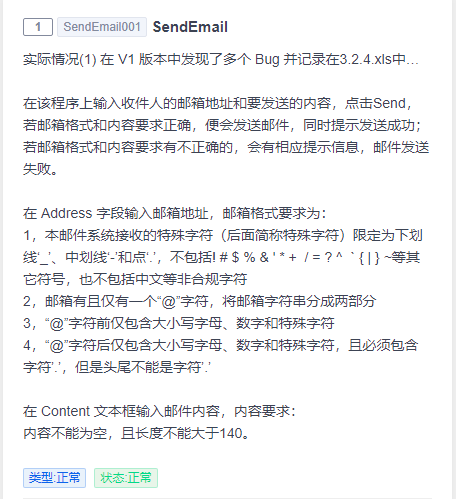 1 SendEmail001 SendEmail
实际情况(1) 在 V1 版本中发现了多个 Bug 并记录在3.2.4.xls中...
在该程序上输入收件人的邮箱地址和要发送的内容，点击Send，
若邮箱格式和内容要求正确，便会发送邮件，同时提示发送成功；
若邮箱格式和内容要求有不正确的，会有相应提示信息，邮件发送
失败。
在 Address 字段输入邮箱地址，邮箱格式要求为：
1，本邮件系统接收的特殊字符（后面简称特殊字符）限定为下划
线‘_’、中划线‘-’和点‘.’，不包括! # $ % & ' * + / = ? ^ ` { | } ~等其
它符号，也不包括中文等非合规字符
2，邮箱有且仅有一个“@”字符，将邮箱字符串分成两部分
3，“@”字符前仅包含大小写字母、数字和特殊字符
4，“@”字符后仅包含大小写字母、数字和特殊字符，且必须包含
字符‘.’，但是头尾不能是字符‘.’
在 Content 文本框输入邮件内容，内容要求：
内容不能为空，且长度不能大于140。
类型:正常 状态:正常